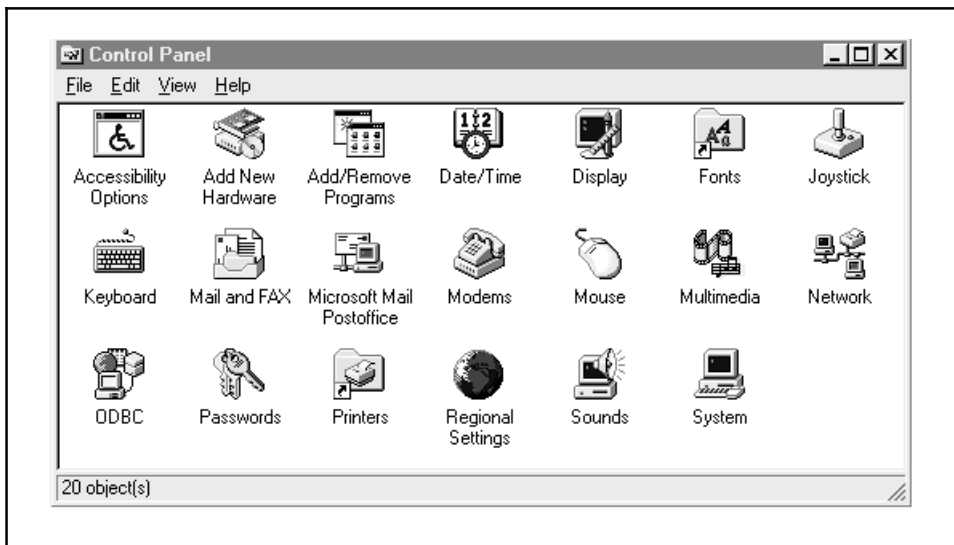 Control Panel
File Edit View Help
Accessibility Options
Add New Hardware
Add/Remove Programs
Date/Time
Display
Fonts
Joystick
Keyboard
Mail and FAX
Microsoft Mail Postoffice
Modems
Mouse
Multimedia
Network
ODBC
Passwords
Printers
Regional Settings
Sounds
System
20 object(s)